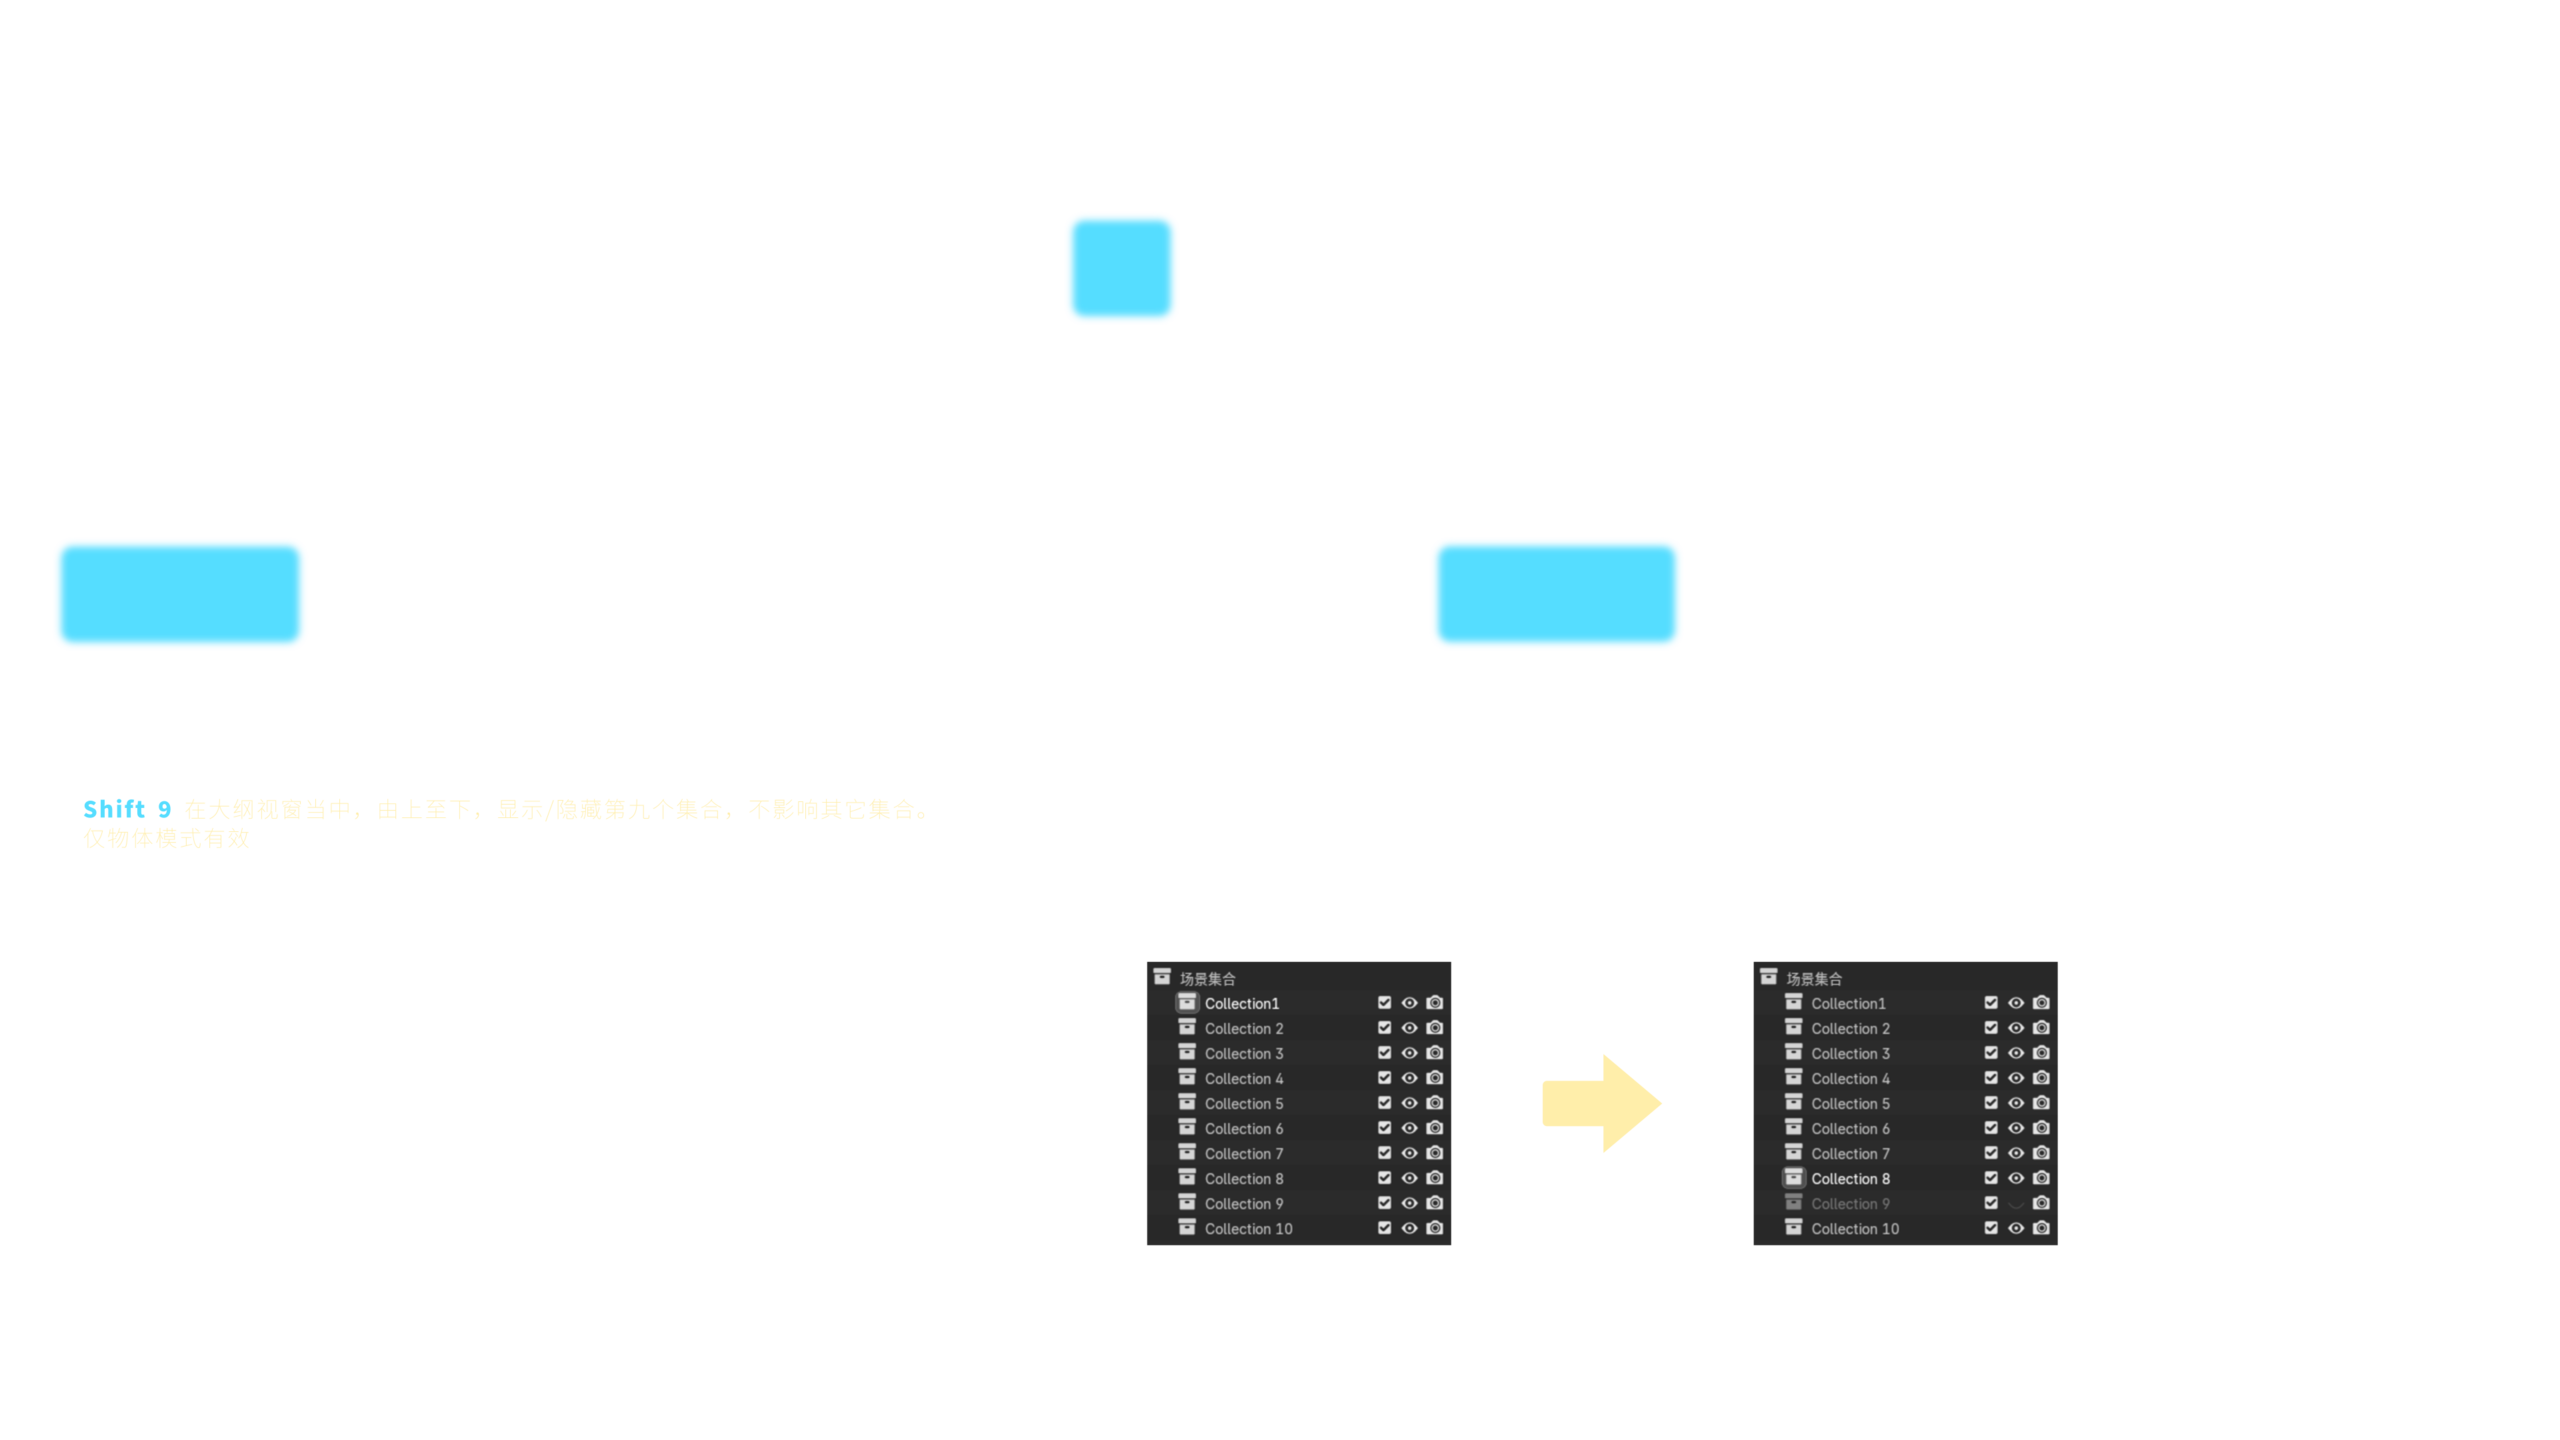 Shift 9 在大纲视窗当中，由上至下，显示/隐藏第九个集合，不影响其它集合。
仅物体模式有效
场景集合
Collection1
Collection 2
Collection 3
Collection 4
Collection 5
Collection 6
Collection 7
Collection 8
Collection 9
Collection 10
场景集合
Collection1
Collection 2
Collection 3
Collection 4
Collection 5
Collection 6
Collection 7
Collection 8
Collection 9
Collection 10